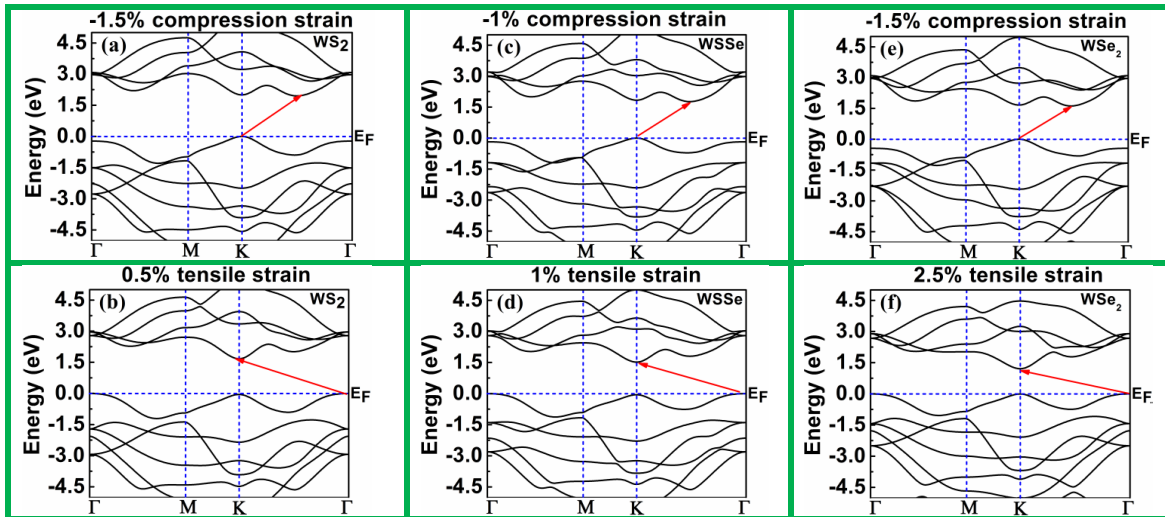 -1.5% compression strain
(a)
WS2
Energy (eV)
4.5
3.0
1.5
0.0
-1.5
-3.0
-4.5
EF
Γ M K Γ
-1% compression strain
(c)
WSSe
Energy (eV)
4.5
3.0
1.5
0.0
-1.5
-3.0
-4.5
EF
Γ M K Γ
-1.5% compression strain
(e)
WSe2
Energy (eV)
4.5
3.0
1.5
0.0
-1.5
-3.0
-4.5
EF
Γ M K Γ
0.5% tensile strain
(b)
WS2
Energy (eV)
4.5
3.0
1.5
0.0
-1.5
-3.0
-4.5
EF
Γ M K Γ
1% tensile strain
(d)
WSSe
Energy (eV)
4.5
3.0
1.5
0.0
-1.5
-3.0
-4.5
EF
Γ M K Γ
2.5% tensile strain
(f)
WSe2
Energy (eV)
4.5
3.0
1.5
0.0
-1.5
-3.0
-4.5
EF
Γ M K Γ